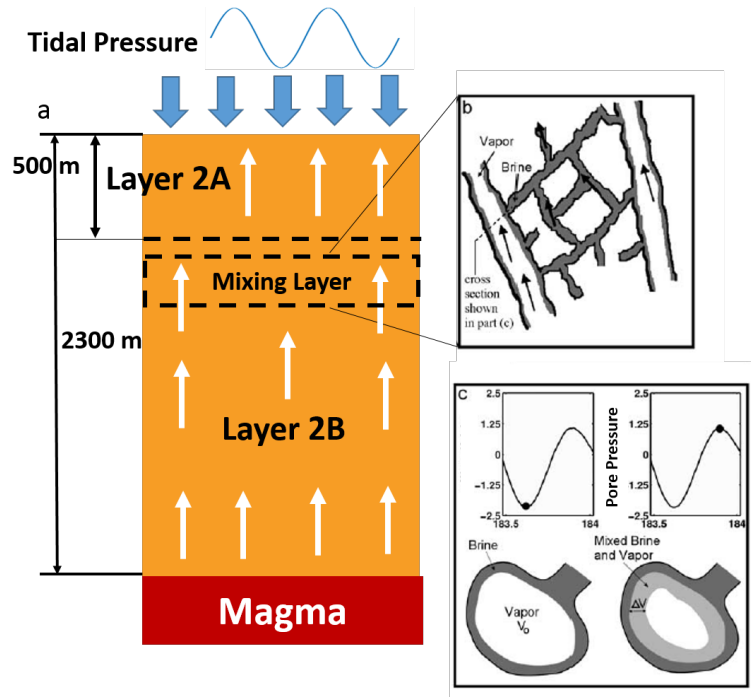 Tidal Pressure
a
500 m
Layer 2A
Mixing Layer
2300 m
Layer 2B
Magma
b
Vapor
Brine
cross
section
shown
in part (c)
C
2.5
1.25
0
-1.25
-2.5
183.5
184
Pore Pressure
2.5
1.25
0
-1.25
-2.5
183.5
184
Brine
Mixed Brine
and Vapor
Vapor
V₀
ΔV